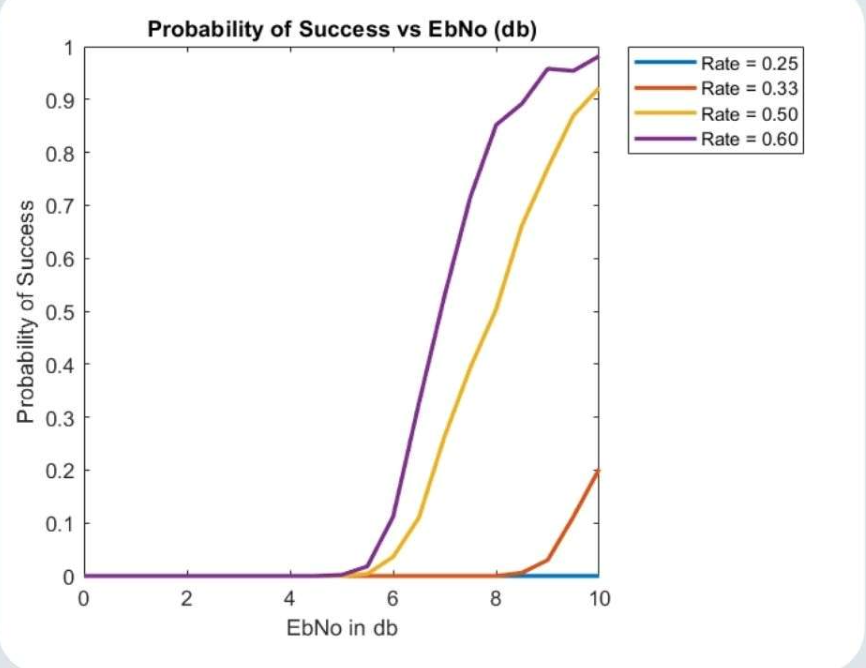 Probability of Success vs EbNo (db)
Probability of Success
1
0.9
0.8
0.7
0.6
0.5
0.4
0.3
0.2
0.1
0
0 2 4 6 8 10
EbNo in db
Rate = 0.25
Rate = 0.33
Rate = 0.50
Rate = 0.60